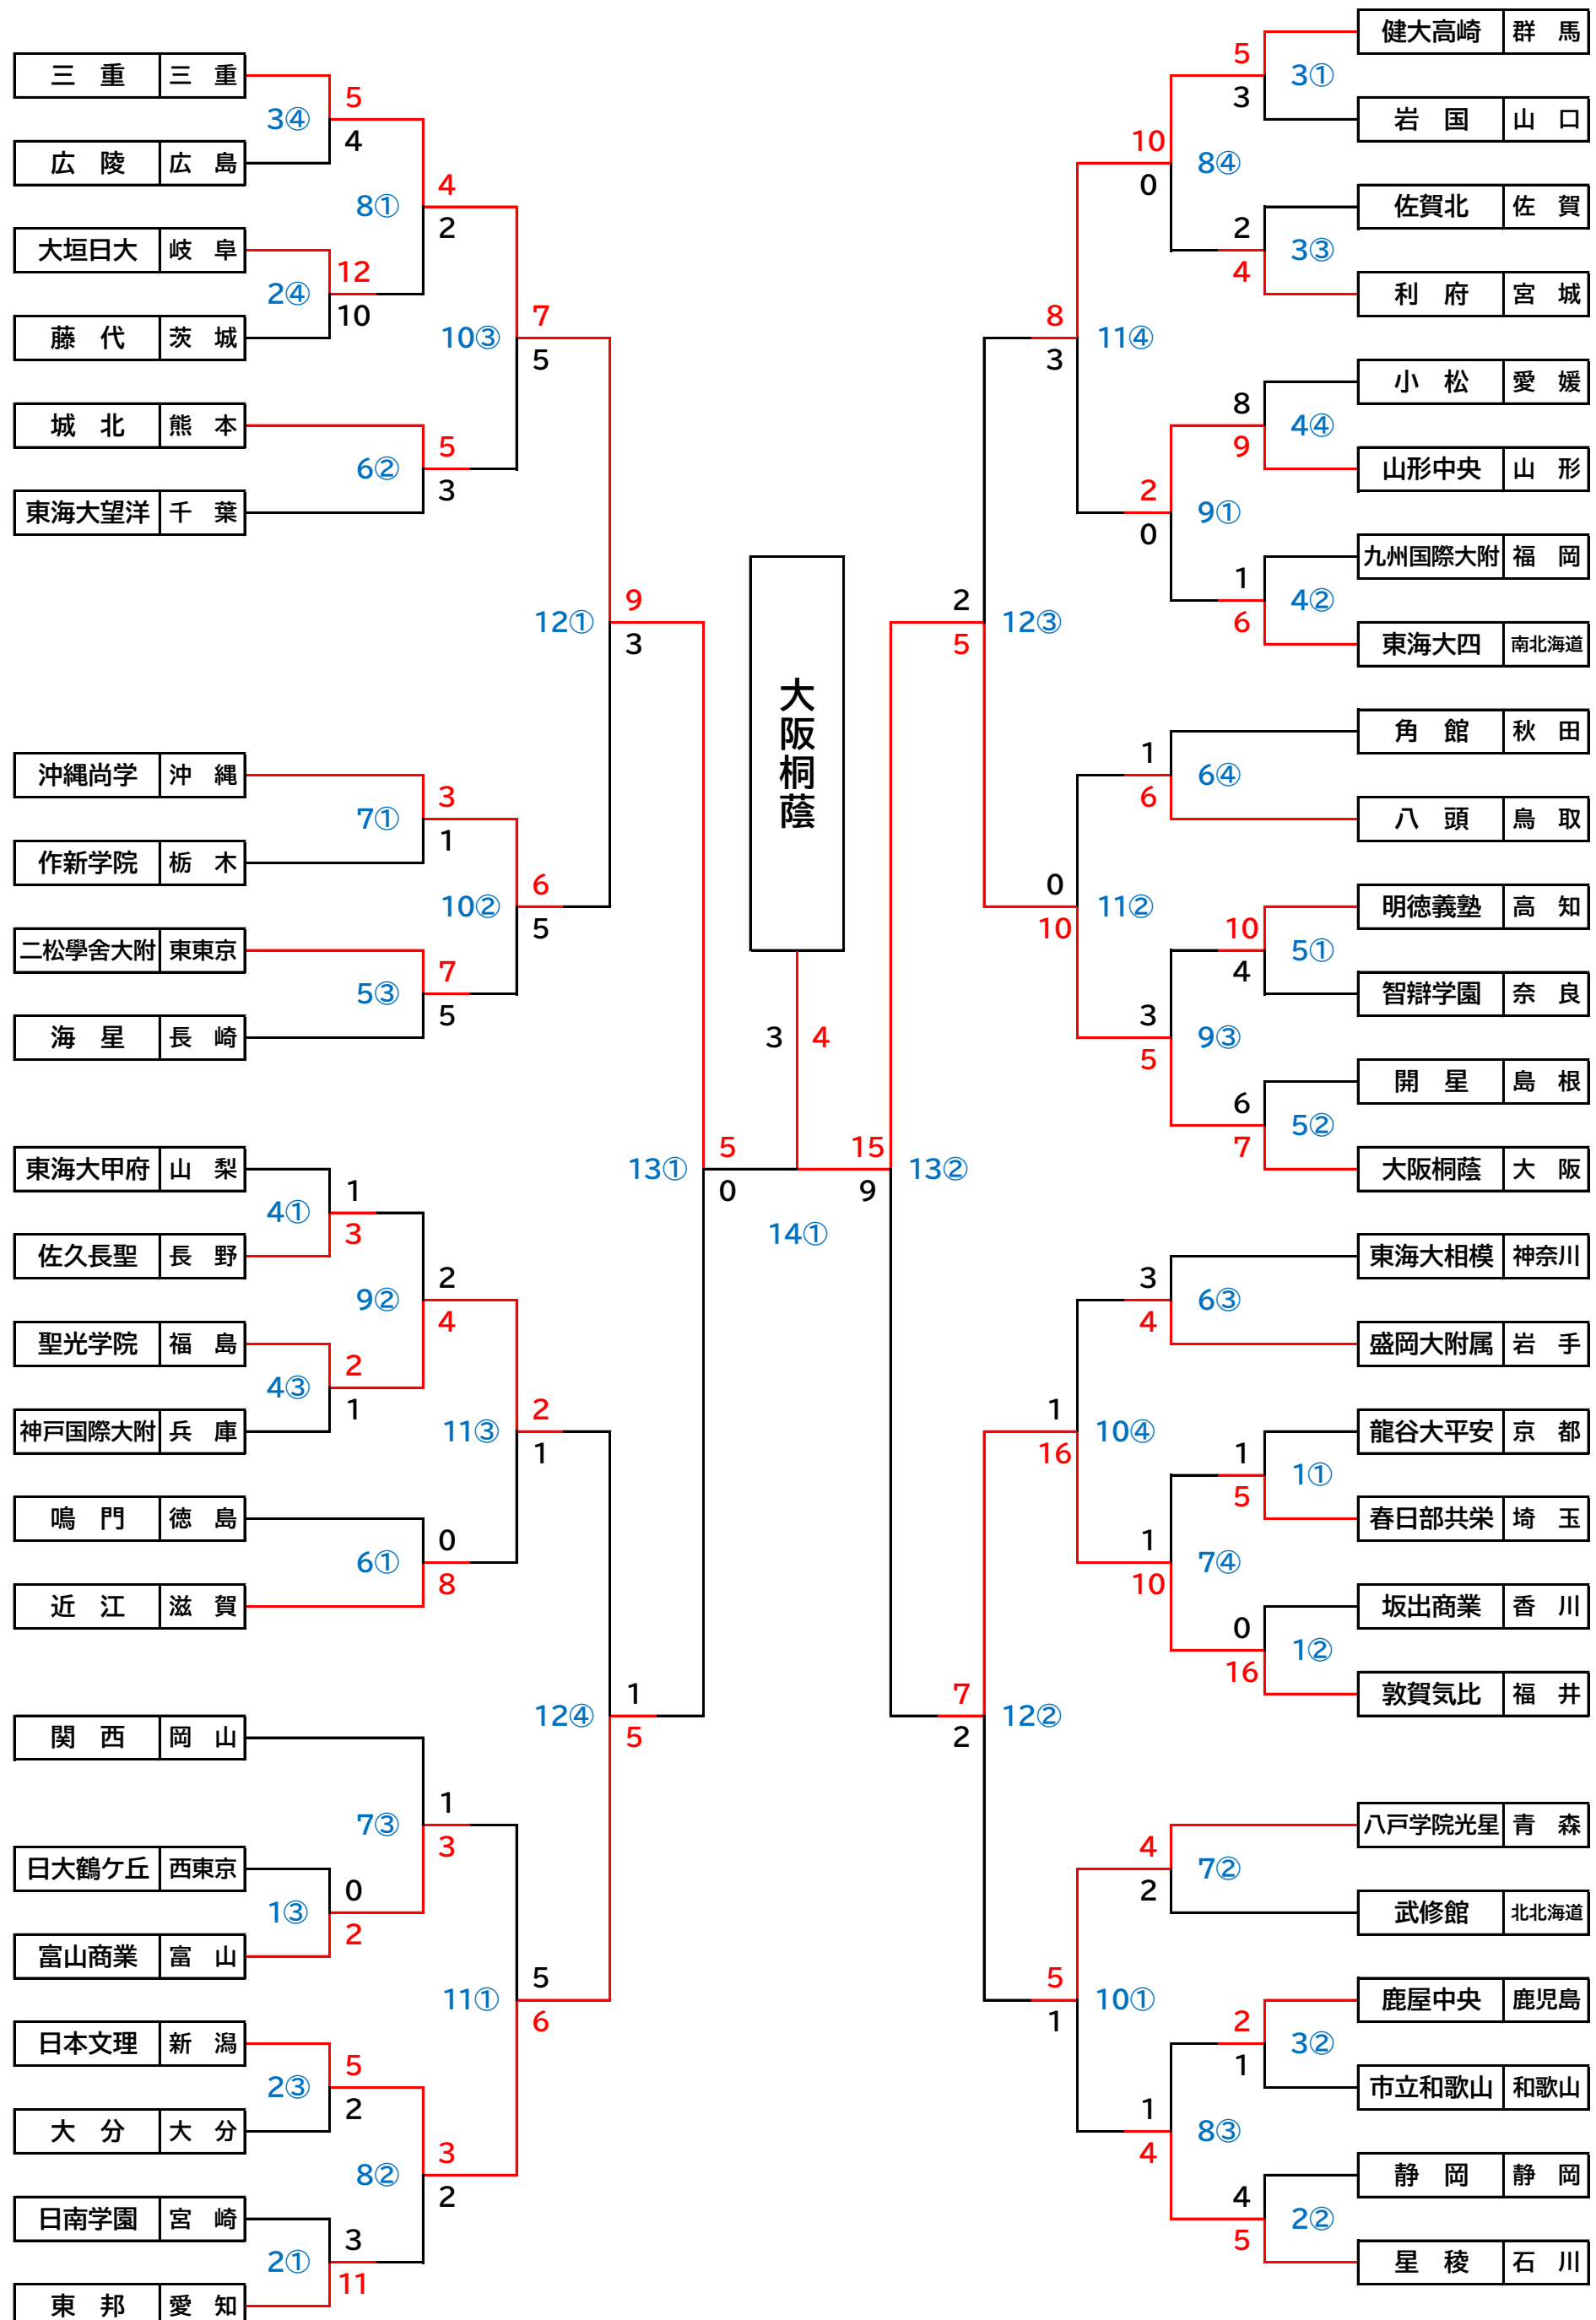 三 重 三 重
3④
5
4
広 陵 広 島
8①
4
2
大垣日大 岐 阜
2④
12
10
藤 代 茨 城
10③
7
5
城 北 熊 本
6②
5
3
東海大望洋 千 葉
12①
9
3
沖縄尚学 沖 縄
7①
3
1
作新学院 栃 木
10②
6
5
二松學舎大附 東東京
5③
7
5
海 星 長 崎
13①
5
0
東海大甲府 山 梨
4①
1
3
佐久長聖 長 野
9②
2
4
聖光学院 福 島
4③
2
1
神戸国際大附 兵 庫
11③
2
1
鳴 門 徳 島
6①
0
8
近 江 滋 賀
12④
1
5
関 西 岡 山
7③
1
3
日大鶴ケ丘 西東京
1③
0
2
富山商業 富 山
11①
5
6
日本文理 新 潟
2③
5
2
大 分 大 分
8②
3
2
日南学園 宮 崎
2①
3
11
東 邦 愛 知
大阪桐蔭
3 4
14①
健大高崎 群 馬
5
3
3①
岩 国 山 口
10
0
8④
佐賀北 佐 賀
2
4
3③
利 府 宮 城
8
3
11④
小 松 愛 媛
8
9
4④
山形中央 山 形
2
0
9①
九州国際大附 福 岡
1
6
4②
東海大四 南北海道
2
5
12③
角 館 秋 田
1
6
6④
八 頭 鳥 取
0
10
11②
明徳義塾 高 知
10
4
5①
智辯学園 奈 良
3
5
9③
開 星 島 根
6
7
5②
大阪桐蔭 大 阪
15
9
13②
東海大相模 神奈川
3
4
6③
盛岡大附属 岩 手
1
16
10④
龍谷大平安 京 都
1
5
1①
春日部共栄 埼 玉
1
10
7④
坂出商業 香 川
0
16
1②
敦賀気比 福 井
7
2
12②
八戸学院光星 青 森
4
2
7②
武修館 北北海道
5
1
10①
鹿屋中央 鹿児島
2
1
3②
市立和歌山 和歌山
1
4
8③
静 岡 静 岡
4
5
2②
星 稜 石 川